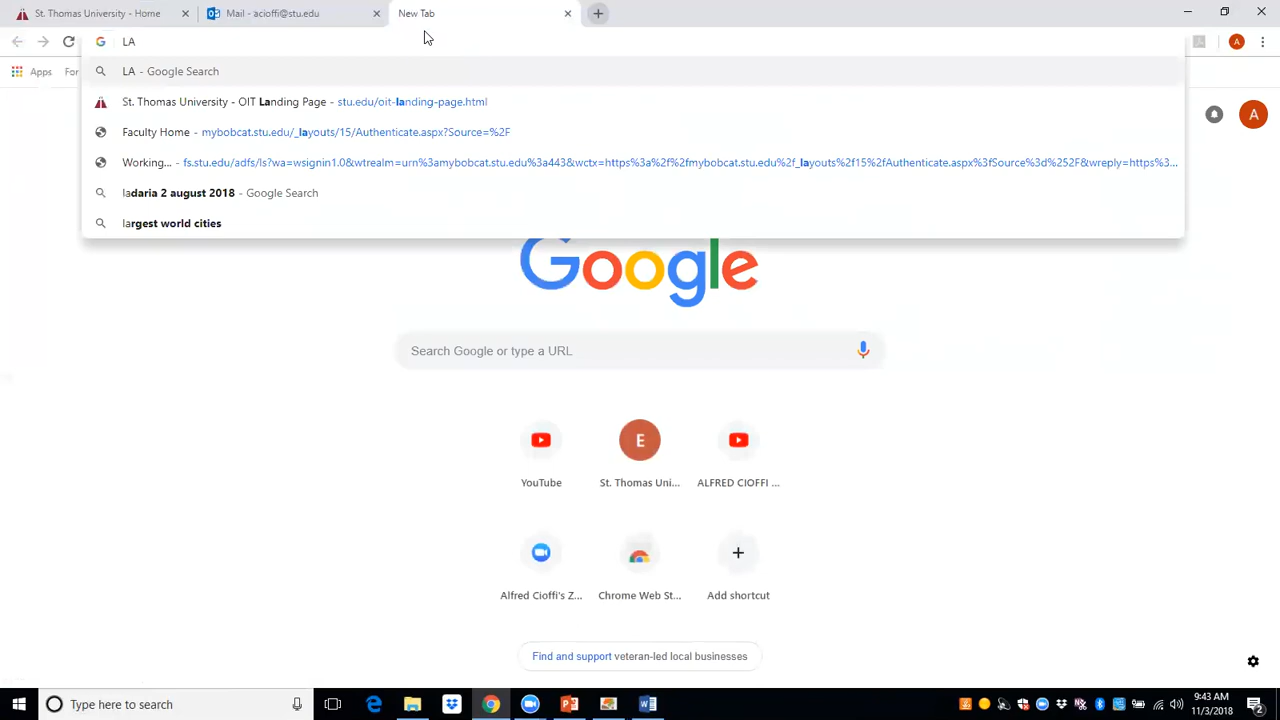 St. Thomas University - Home
Mail - acioffi@stu.edu
New Tab
LA
A
Apps
For
LA - Google Search
St. Thomas University - OIT Landing Page - stu.edu/oit-landing-page.html
Faculty Home - mybobcat.stu.edu/_layouts/15/Authenticate.aspx?Source=%2F
Working... - fs.stu.edu/adfs/ls?wa=wsignin1.0&wtrealm=urn%3amybobcat.stu.edu%3a443&wctx=https%3a%2f%2fmybobcat.stu.edu%2f_layouts%2f15%2fAuthenticate.aspx%3fSource%3d%252F&wreply=https%3...
ladaria 2 august 2018 - Google Search
largest world cities
A
Google
Search Google or type a URL
E
YouTube
St. Thomas Uni...
ALFRED CIOFFI ...
Alfred Cioffi's Z...
Chrome Web St...
Add shortcut
Find and support veteran-led local businesses
Type here to search
9:43 AM
11/3/2018
2